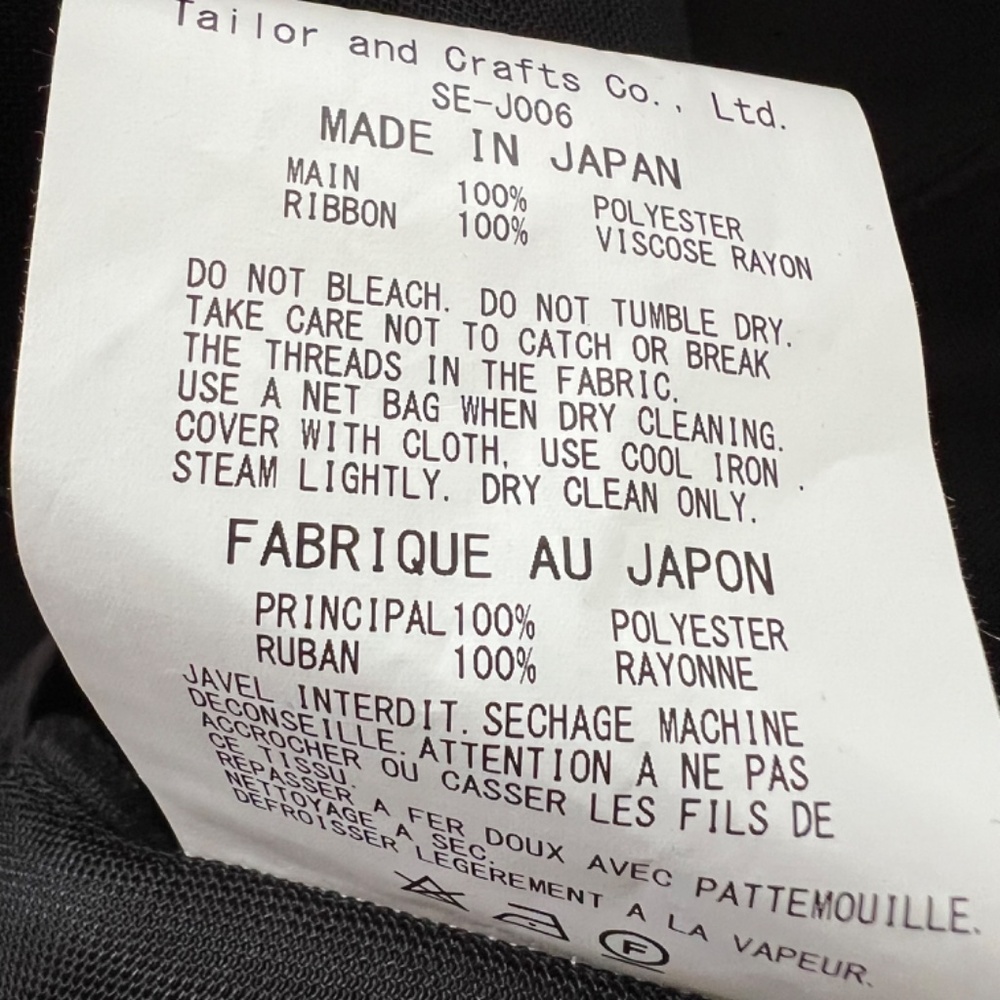 Tailor and Crafts Co., Ltd.
SE-J006
MADE IN JAPAN
MAIN 100% POLYESTER
RIBBON 100% VISCOSE RAYON
DO NOT BLEACH. DO NOT TUMBLE DRY.
TAKE CARE NOT TO CATCH OR BREAK
THE THREADS IN THE FABRIC.
USE A NET BAG WHEN DRY CLEANING.
COVER WITH CLOTH, USE COOL IRON .
STEAM LIGHTLY. DRY CLEAN ONLY.
FABRIQUE AU JAPON
PRINCIPAL 100% POLYESTER
RUBAN 100% RAYONNE
JAVEL INTERDIT. SECHAGE MACHINE
DECONSEILLE. ATTENTION A NE PAS
ACCROCHER OU CASSER LES FILS DE
CE TISSU.
REPASSER A FER DOUX AVEC PATTEMOUILLE.
NETTOYAGE A SEC.
DEFROISSER LEGEREMENT A LA VAPEUR.
F